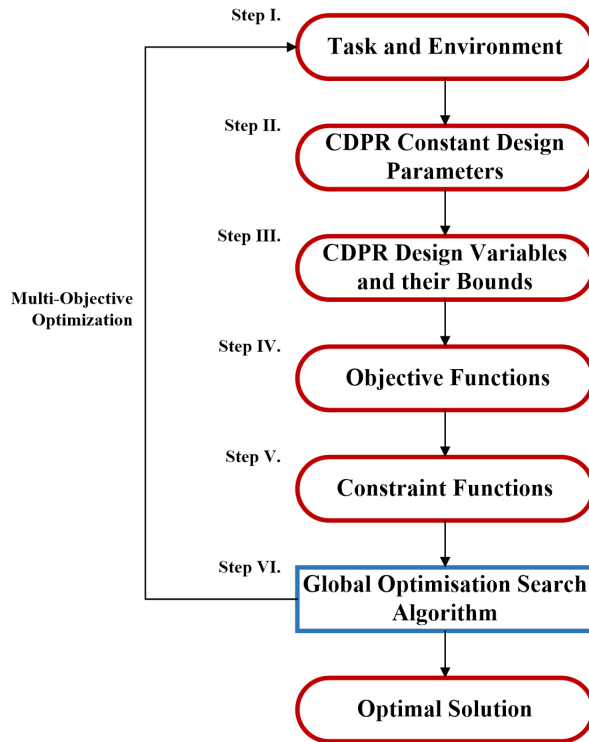 Step I.
Task and Environment
Step II.
CDPR Constant Design
Parameters
Step III.
CDPR Design Variables
and their Bounds
Multi-Objective
Optimization
Step IV.
Objective Functions
Step V.
Constraint Functions
Step VI.
Global Optimisation Search
Algorithm
Optimal Solution